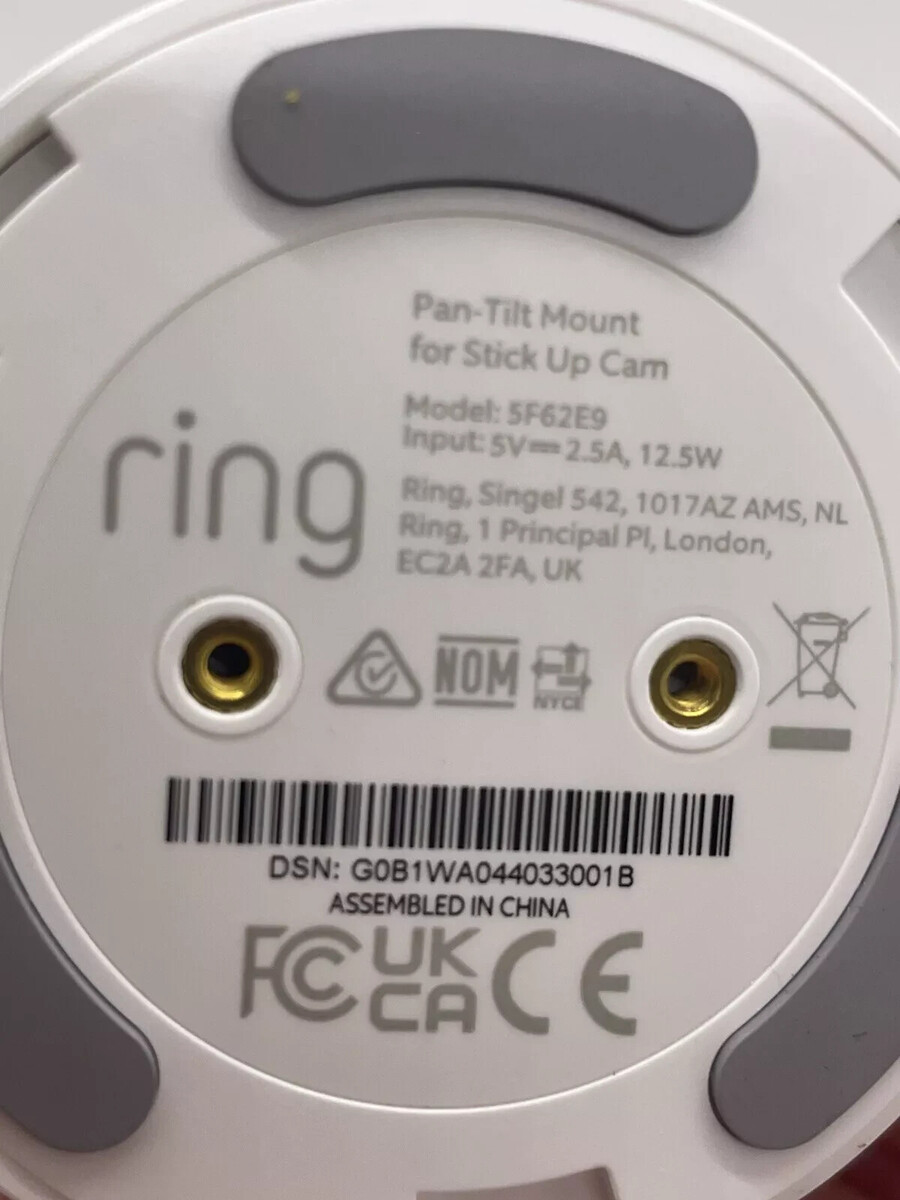 Pan-Tilt Mount
for Stick Up Cam
Model: 5F62E9
Input: 5V⎓2.5A, 12.5W
Ring, Singel 542, 1017AZ AMS, NL
Ring, 1 Principal Pl, London,
EC2A 2FA, UK
ring
NOM
NYCE
DSN: G0B1WA044033001B
ASSEMBLED IN CHINA
FC UK CA CE